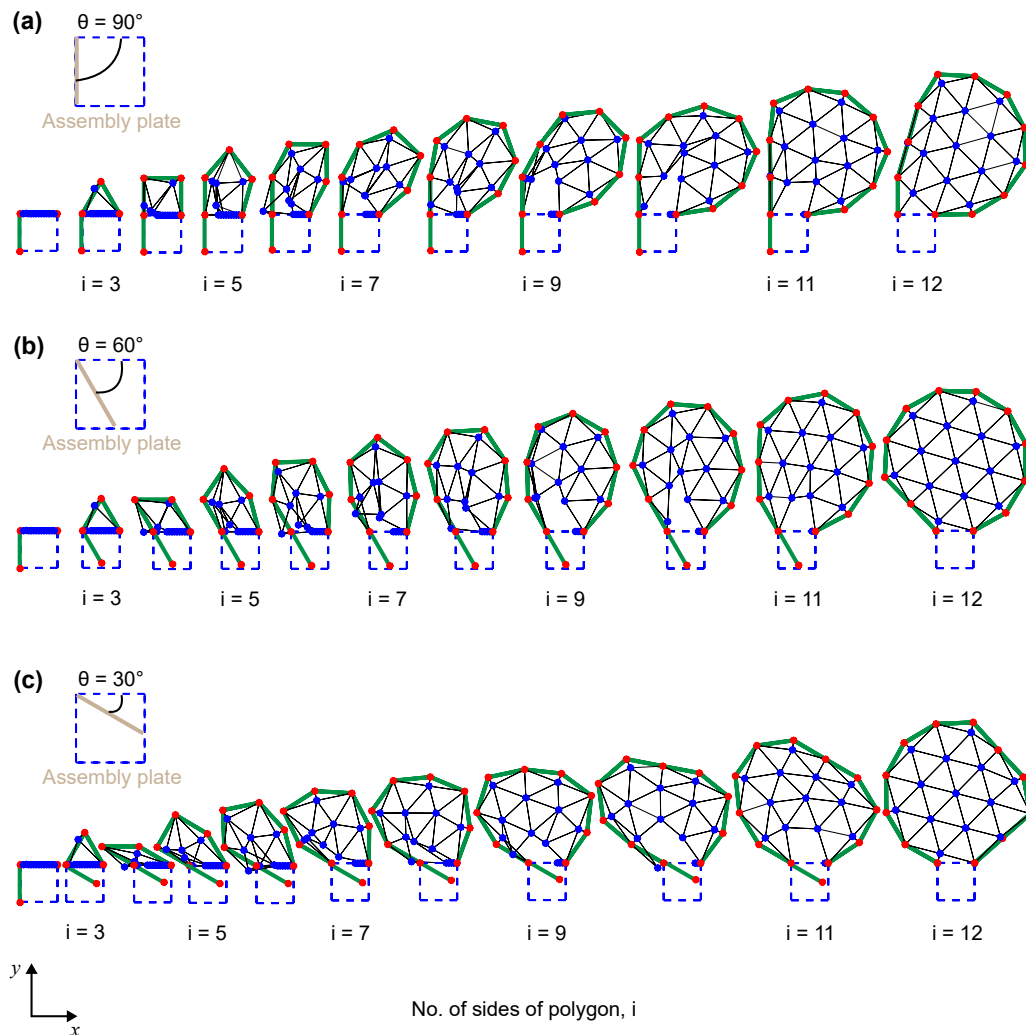 (a)
θ = 90°
Assembly plate
i = 3
i = 5
i = 7
i = 9
i = 11
i = 12
(b)
θ = 60°
Assembly plate
i = 3
i = 5
i = 7
i = 9
i = 11
i = 12
(c)
θ = 30°
Assembly plate
i = 3
i = 5
i = 7
i = 9
i = 11
i = 12
y
x
No. of sides of polygon, i